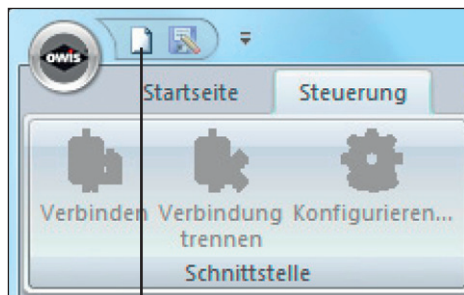 owis
Startseite Steuerung
Verbinden Verbindung trennen Konfigurieren...
Schnittstelle